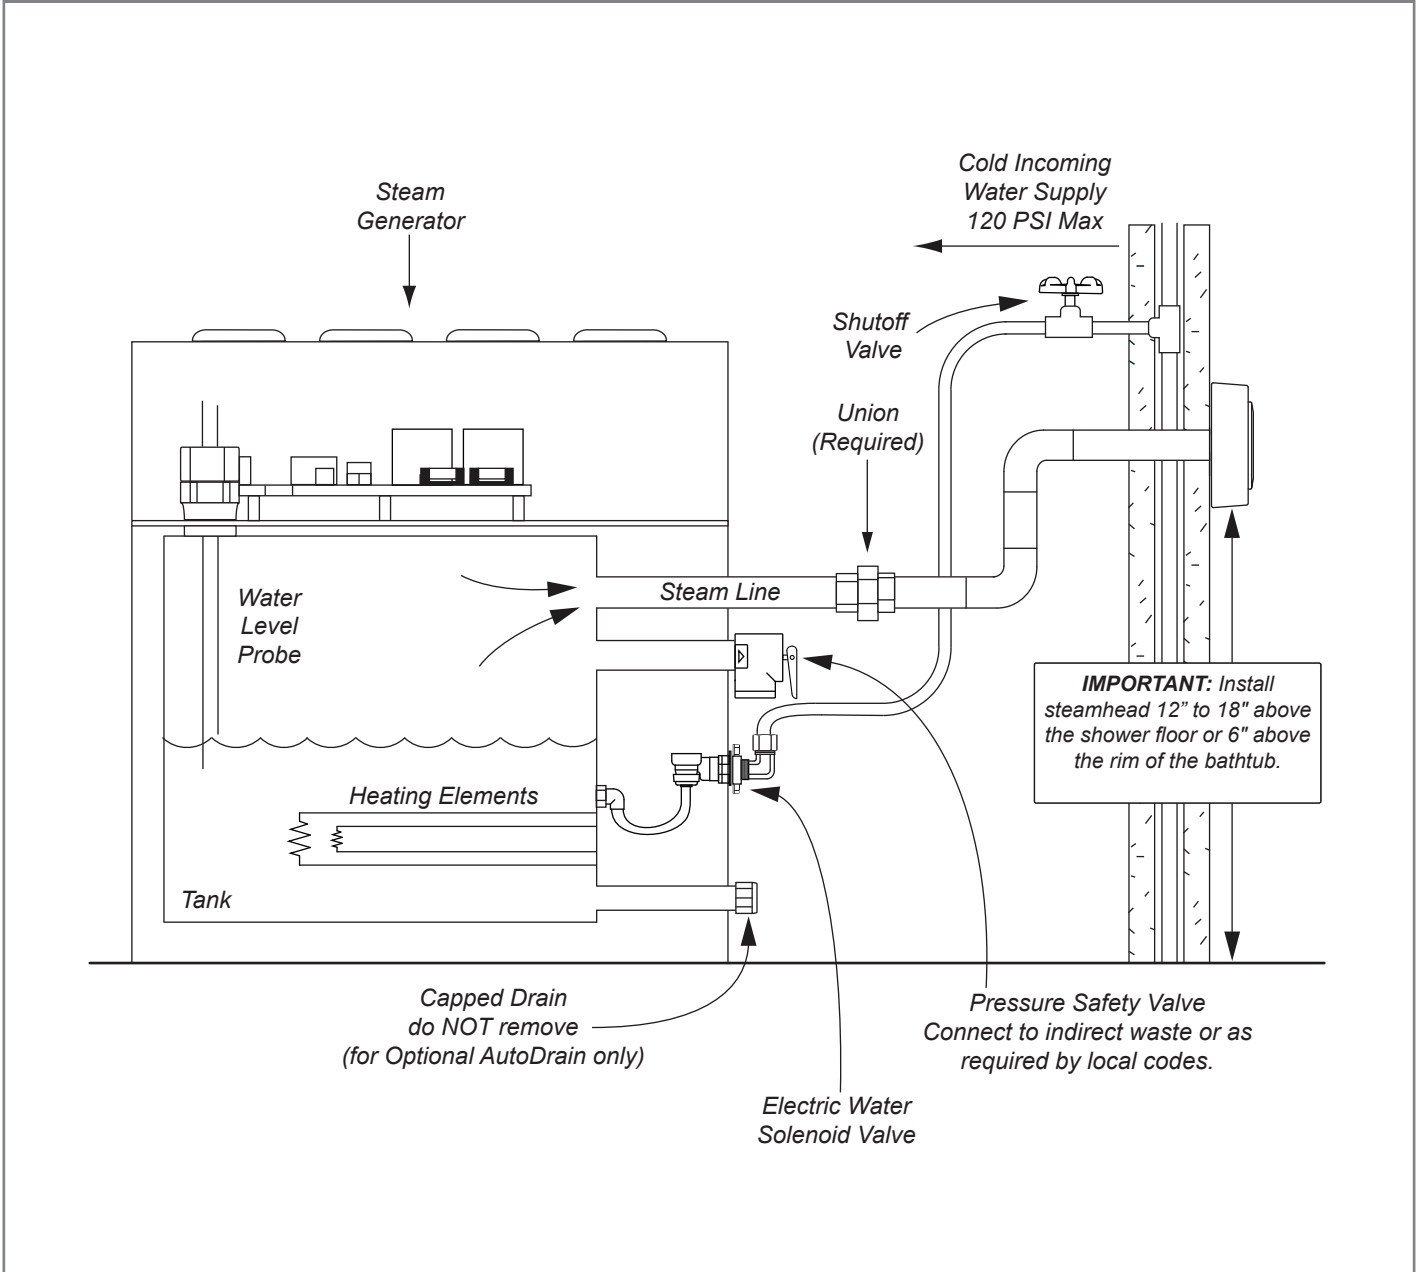 Cold Incoming
Water Supply
120 PSI Max
Steam
Generator
Shutoff
Valve
Union
(Required)
Steam Line
Water
Level
Probe
IMPORTANT: Install
steamhead 12” to 18" above
the shower floor or 6" above
the rim of the bathtub.
Heating Elements
Tank
Capped Drain
do NOT remove
(for Optional AutoDrain only)
Pressure Safety Valve
Connect to indirect waste or as
required by local codes.
Electric Water
Solenoid Valve